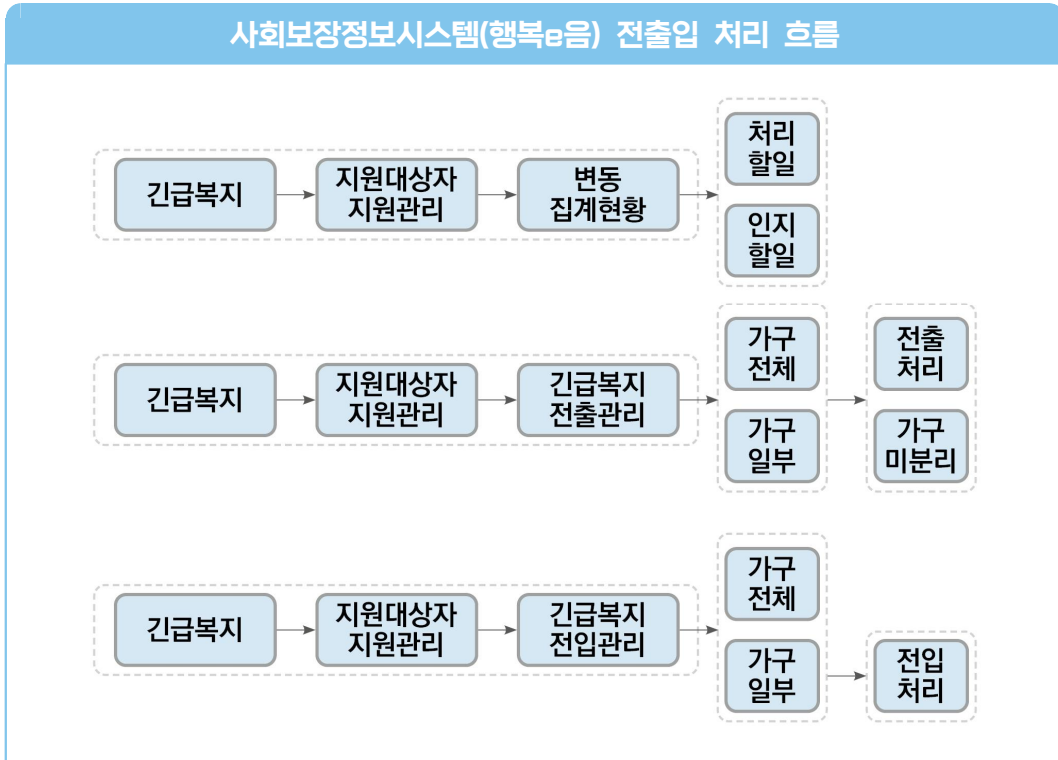 사회보장정보시스템(행복e음) 전출입 처리 흐름
긴급복지
지원대상자
지원관리
변동
집계현황
처리
할일
인지
할일
긴급복지
지원대상자
지원관리
긴급복지
전출관리
가구
전체
가구
일부
전출
처리
가구
미분리
긴급복지
지원대상자
지원관리
긴급복지
전입관리
가구
전체
가구
일부
전입
처리